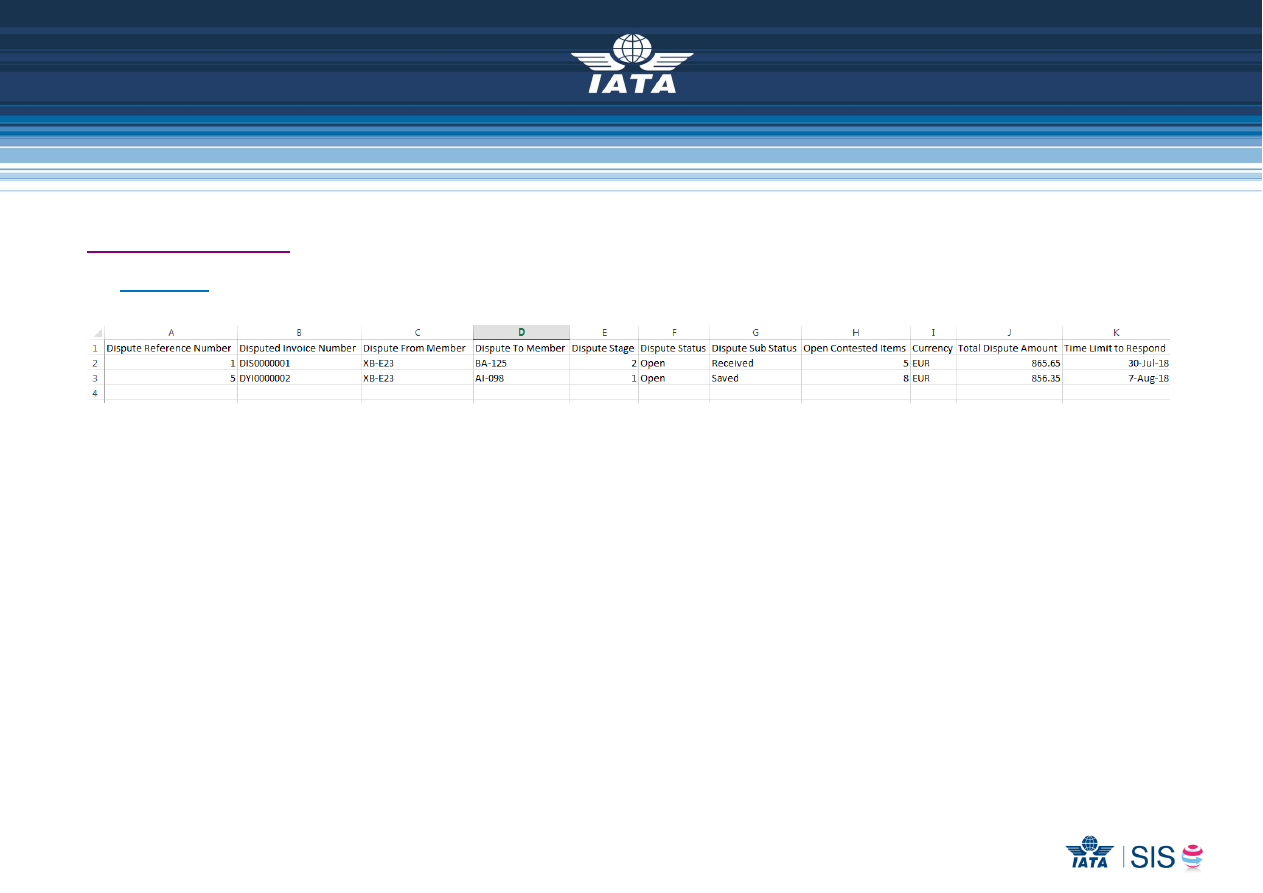 IATA
A B C D E F G H I J K
1 Dispute Reference Number Disputed Invoice Number Dispute From Member Dispute To Member Dispute Stage Dispute Status Dispute Sub Status Open Contested Items Currency Total Dispute Amount Time Limit to Respond
2 1 DIS0000001 XB-E23 BA-125 2 Open Received 5 EUR 865.65 30-Jul-18
3 5 DYI0000002 XB-E23 AI-098 1 Open Saved 8 EUR 856.35 7-Aug-18
4
IATA SIS